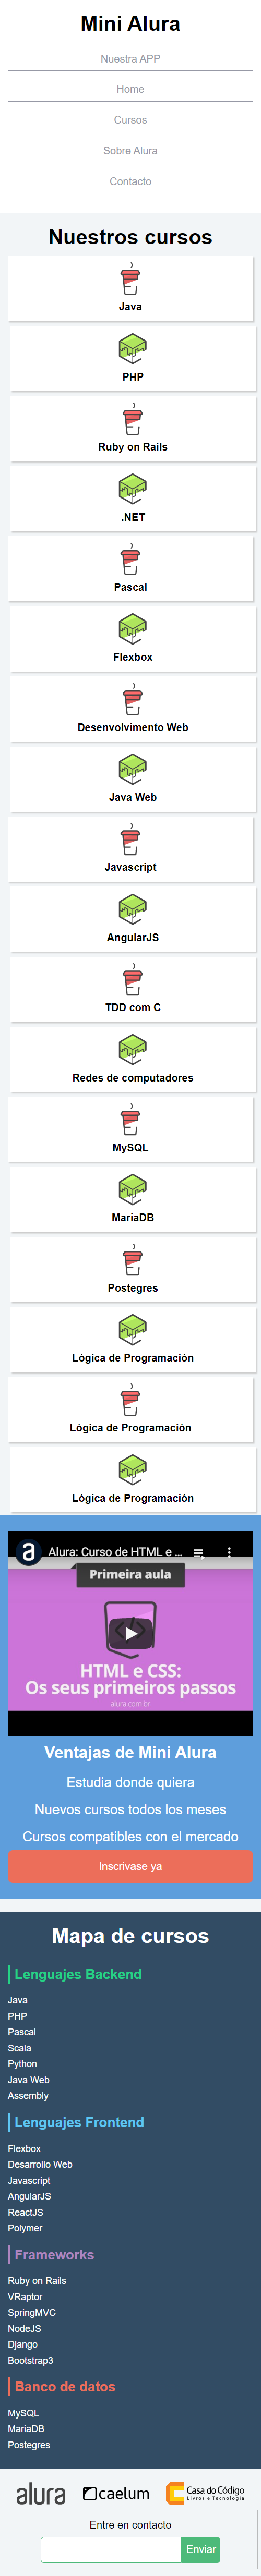 Mini Alura
Nuestra APP
Home
Cursos
Sobre Alura
Contacto
Nuestros cursos
Java
PHP
Ruby on Rails
.NET
Pascal
Flexbox
Desenvolvimento Web
Java Web
Javascript
AngularJS
TDD com C
Redes de computadores
MySQL
MariaDB
Postegres
Lógica de Programación
Lógica de Programación
Lógica de Programación
a Alura: Curso de HTML e ...
Primeira aula
HTML e CSS:
Os seus primeiros passos
alura.com.br
Ventajas de Mini Alura
Estudia donde quiera
Nuevos cursos todos los meses
Cursos compatibles con el mercado
Inscrivase ya
Mapa de cursos
Lenguajes Backend
Java
PHP
Pascal
Scala
Python
Java Web
Assembly
Lenguajes Frontend
Flexbox
Desarrollo Web
Javascript
AngularJS
ReactJS
Polymer
Frameworks
Ruby on Rails
VRaptor
SpringMVC
NodeJS
Django
Bootstrap3
Banco de datos
MySQL
MariaDB
Postegres
alura caelum Casa do Código
Livros e Tecnologia
Entre en contacto
Enviar